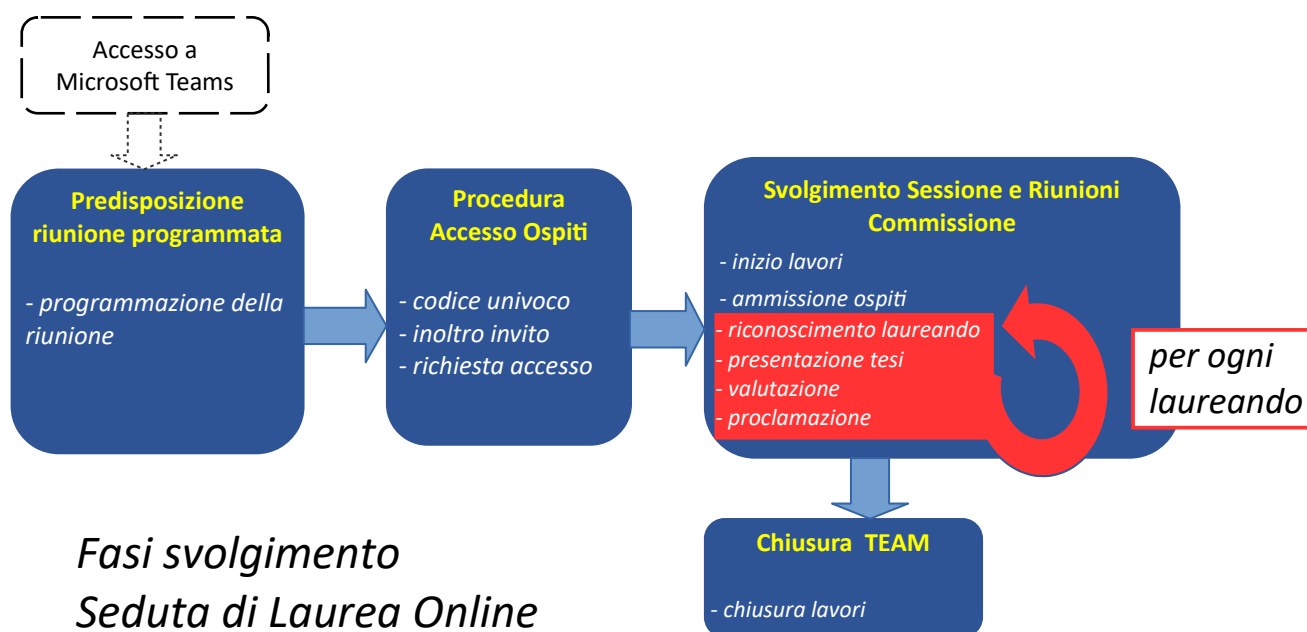 Accesso a
Microsoft Teams
Predisposizione
riunione programmata
- programmazione della
riunione
Procedura
Accesso Ospiti
- codice univoco
- inoltro invito
- richiesta accesso
Svolgimento Sessione e Riunioni
Commissione
- inizio lavori
- ammissione ospiti
- riconoscimento laureando
- presentazione tesi
- valutazione
- proclamazione
per ogni
laureando
Chiusura TEAM
- chiusura lavori
Fasi svolgimento
Seduta di Laurea Online